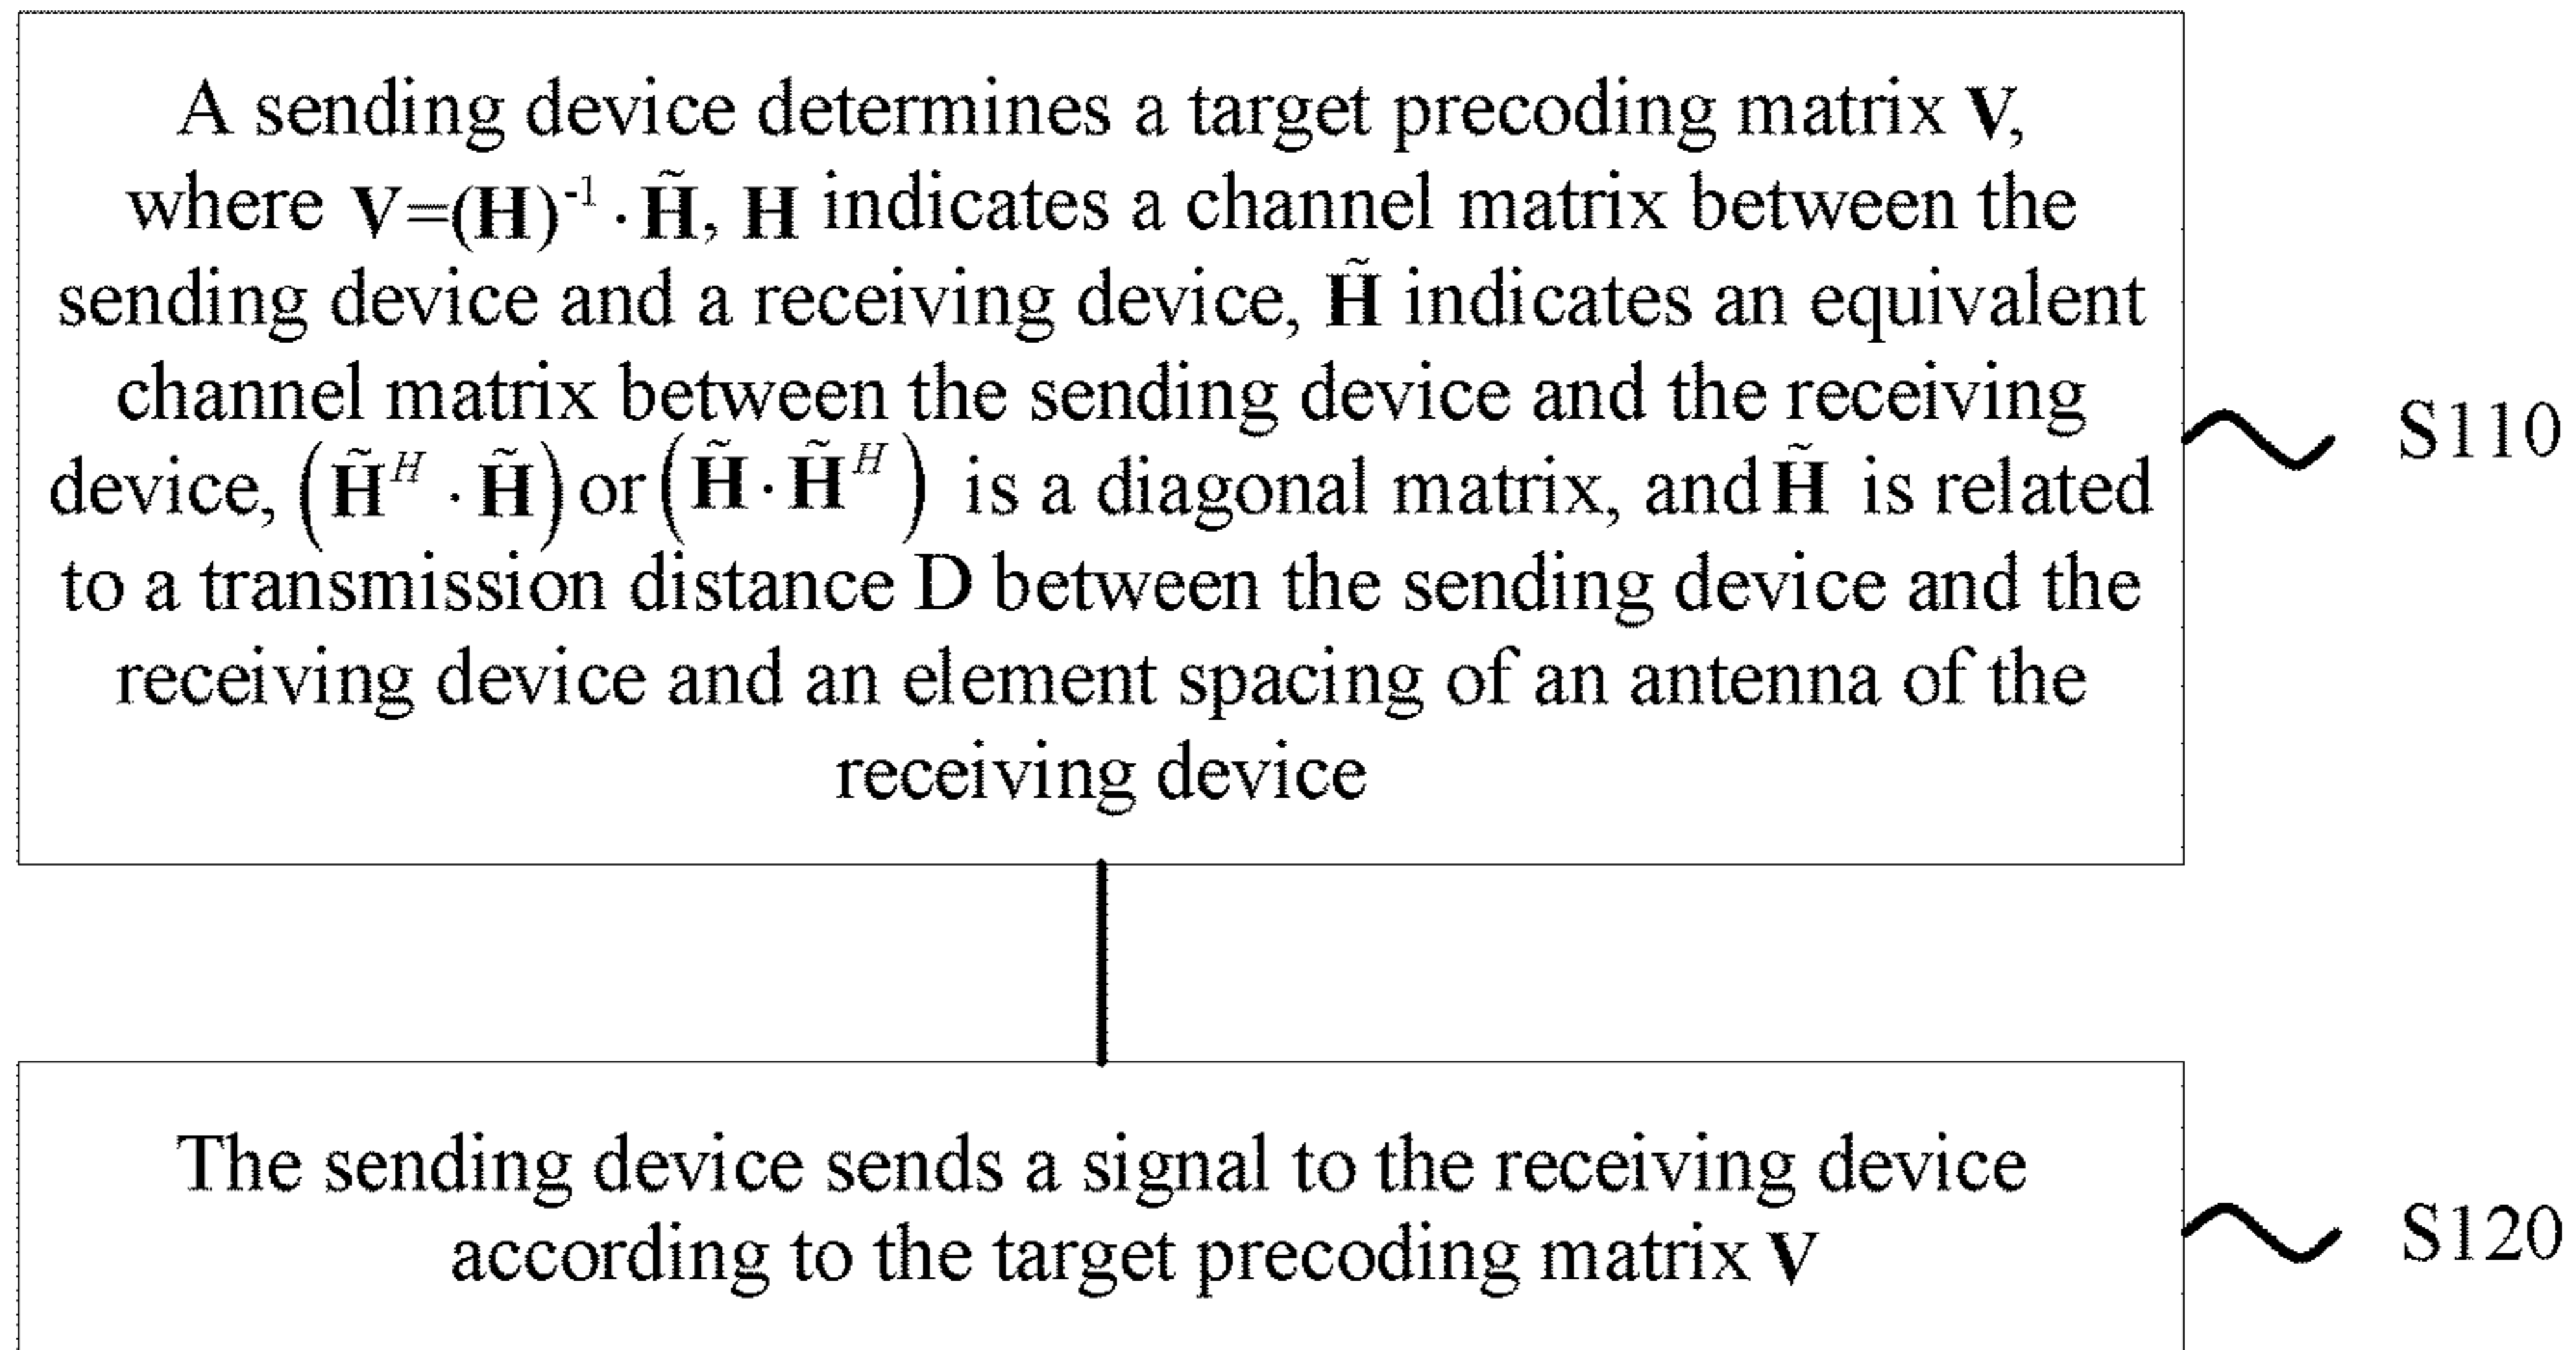 A sending device determines a target precoding matrix V,
where V=(H)⁻¹ · H̃, H indicates a channel matrix between the
sending device and a receiving device, H̃ indicates an equivalent
channel matrix between the sending device and the receiving
device, (H̃ᴴ · H̃) or (H̃ · H̃ᴴ) is a diagonal matrix, and H̃ is related
to a transmission distance D between the sending device and the
receiving device and an element spacing of an antenna of the
receiving device
S110
The sending device sends a signal to the receiving device
according to the target precoding matrix V
S120